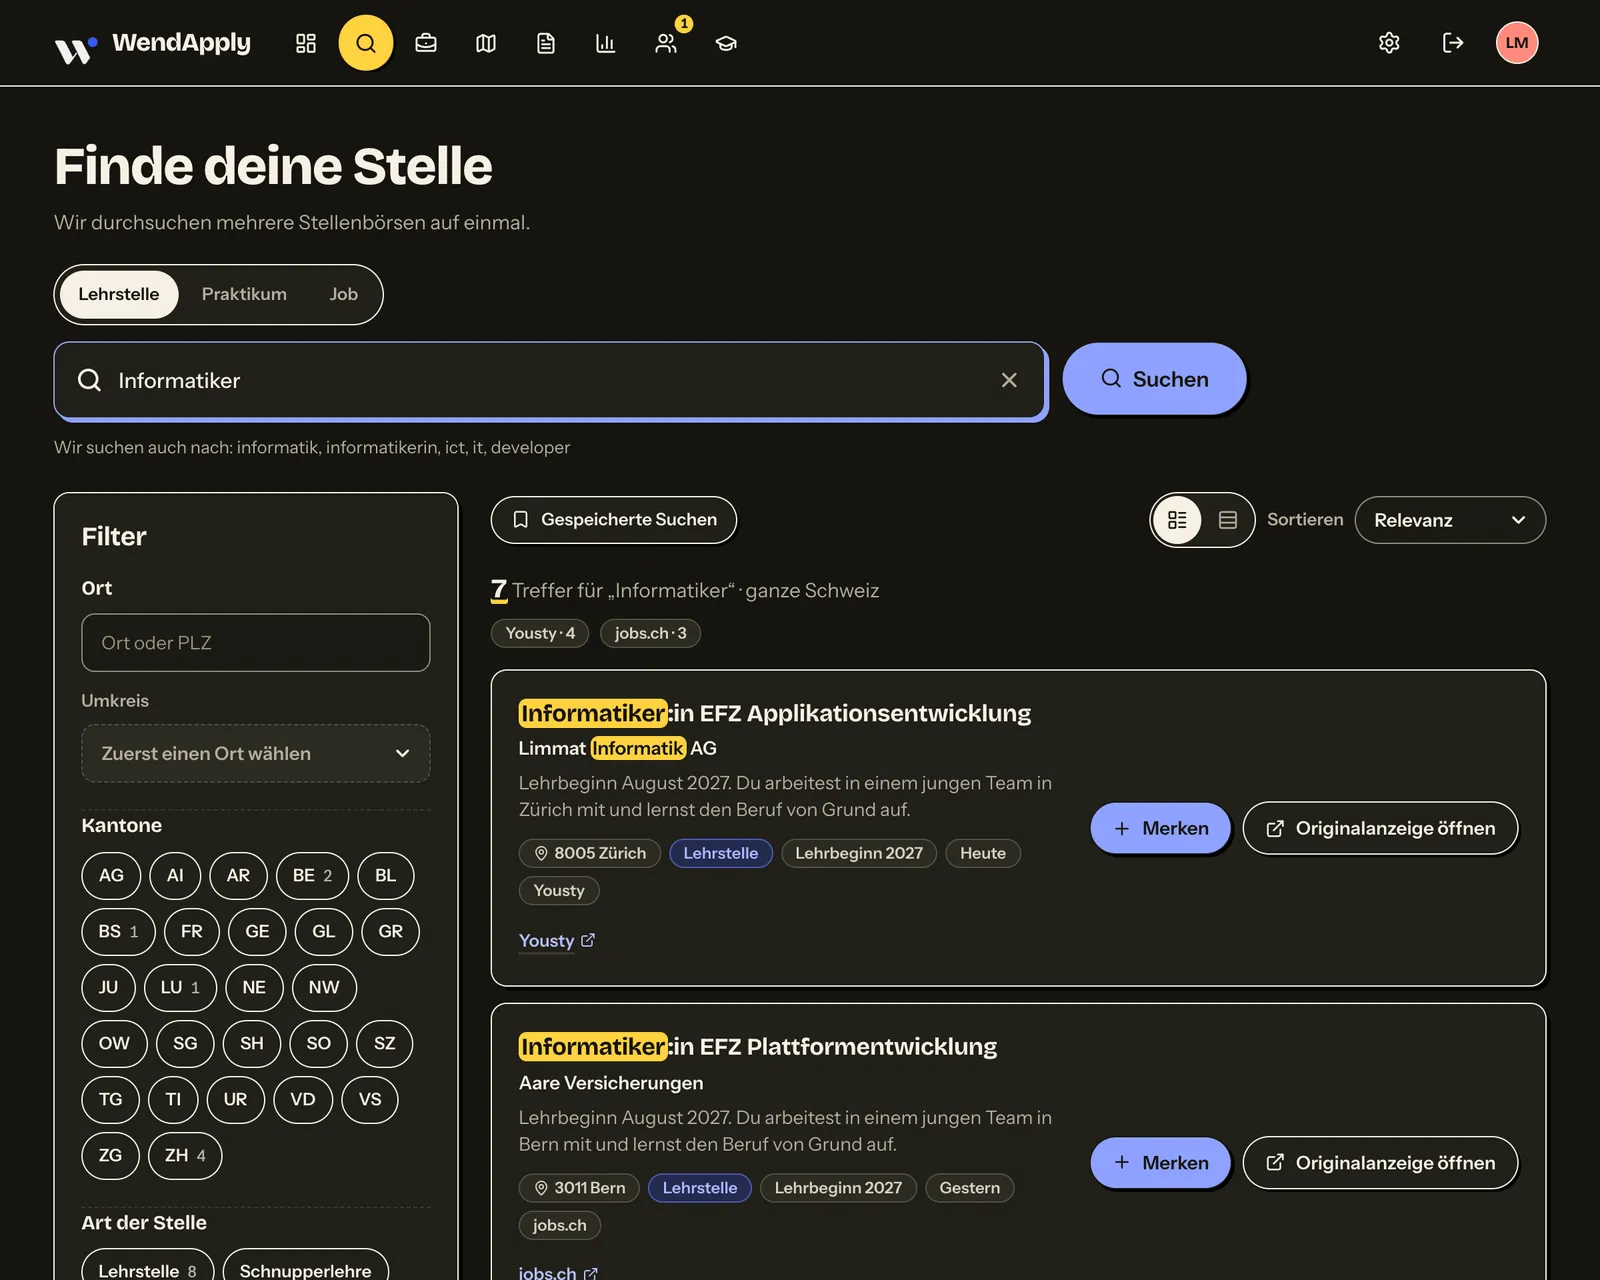 WendApply
1
LM
Finde deine Stelle
Wir durchsuchen mehrere Stellenbörsen auf einmal.
Lehrstelle Praktikum Job
Informatiker
Suchen
Wir suchen auch nach: informatik, informatikerin, ict, it, developer
Filter
Ort
Ort oder PLZ
Umkreis
Zuerst einen Ort wählen
Kantone
AG AI AR BE 2 BL
BS 1 FR GE GL GR
JU LU 1 NE NW
OW SG SH SO SZ
TG TI UR VD VS
ZG ZH 4
Art der Stelle
Lehrstelle 8 Schnupperlehre
Gespeicherte Suchen
Sortieren Relevanz
7 Treffer für „Informatiker“ · ganze Schweiz
Yousty · 4 jobs.ch · 3
Informatiker:in EFZ Applikationsentwicklung
Limmat Informatik AG
Lehrbeginn August 2027. Du arbeitest in einem jungen Team in
Zürich mit und lernst den Beruf von Grund auf.
8005 Zürich Lehrstelle Lehrbeginn 2027 Heute
Yousty
Yousty
Merken Originalanzeige öffnen
Informatiker:in EFZ Plattformentwicklung
Aare Versicherungen
Lehrbeginn August 2027. Du arbeitest in einem jungen Team in
Bern mit und lernst den Beruf von Grund auf.
3011 Bern Lehrstelle Lehrbeginn 2027 Gestern
jobs.ch
jobs.ch
Merken Originalanzeige öffnen